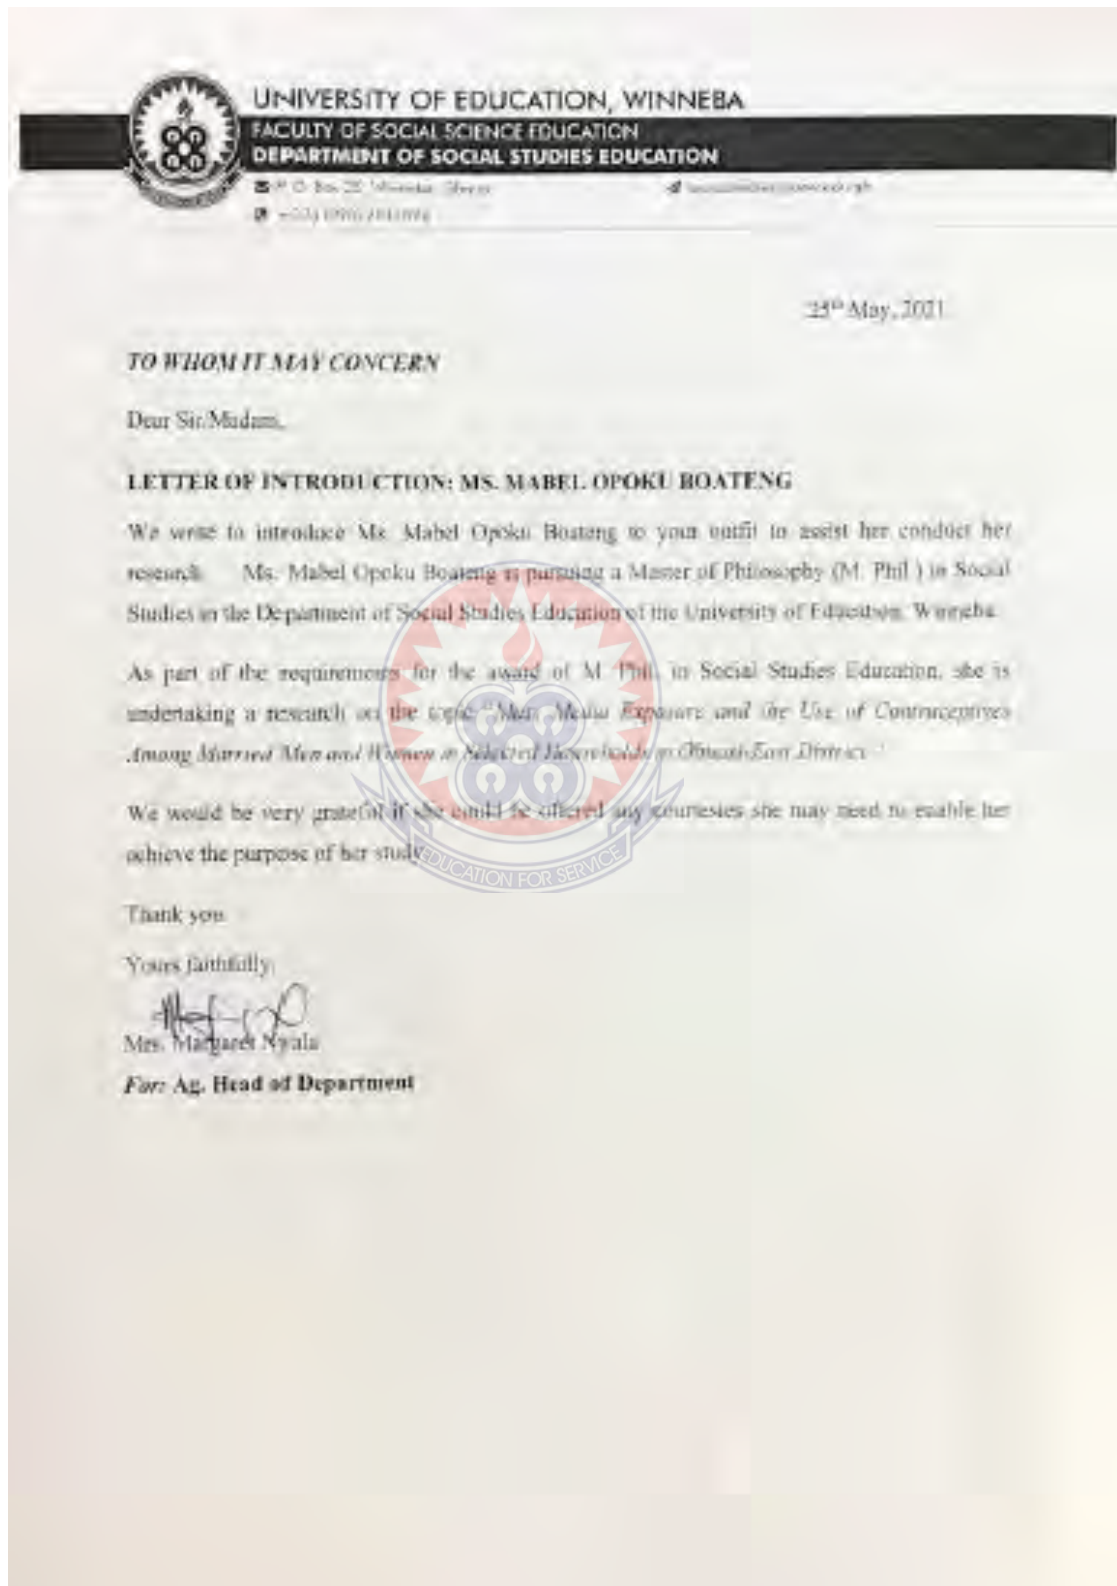 UNIVERSITY OF EDUCATION, WINNEBA
FACULTY OF SOCIAL SCIENCE EDUCATION
DEPARTMENT OF SOCIAL STUDIES EDUCATION
P. O. Box 25, Winneba, Ghana
25th May, 2021
TO WHOM IT MAY CONCERN
Dear Sir/Madam,
LETTER OF INTRODUCTION: MS. MABEL OPOKU BOATENG
We write to introduce Ms. Mabel Opoku Boateng to your outfit to assist her conduct her
research. Ms. Mabel Opoku Boateng is pursuing a Master of Philosophy (M. Phil.) in Social
Studies in the Department of Social Studies Education of the University of Education, Winneba.
As part of the requirements for the award of M. Phil. in Social Studies Education, she is
undertaking a research on the topic "Mass Media Exposure and the Use of Contraceptives
Among Married Men and Women in Selected Households in Obuasi East District."
We would be very grateful if she could be offered any courtesies she may need to enable her
achieve the purpose of her study.
EDUCATION FOR SERVICE
Thank you.
Yours faithfully,
Mrs. Margaret Nyala
For: Ag. Head of Department